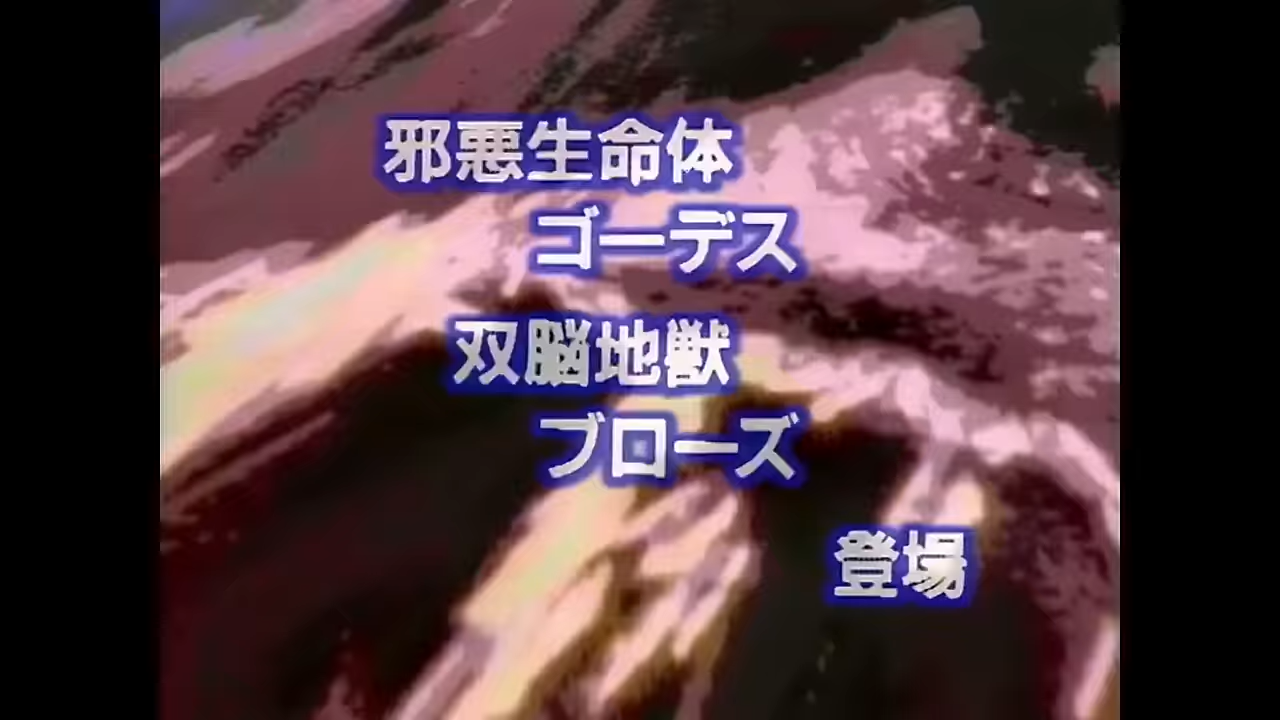 邪悪生命体
ゴーデス
双脳地獣
ブローズ
登場